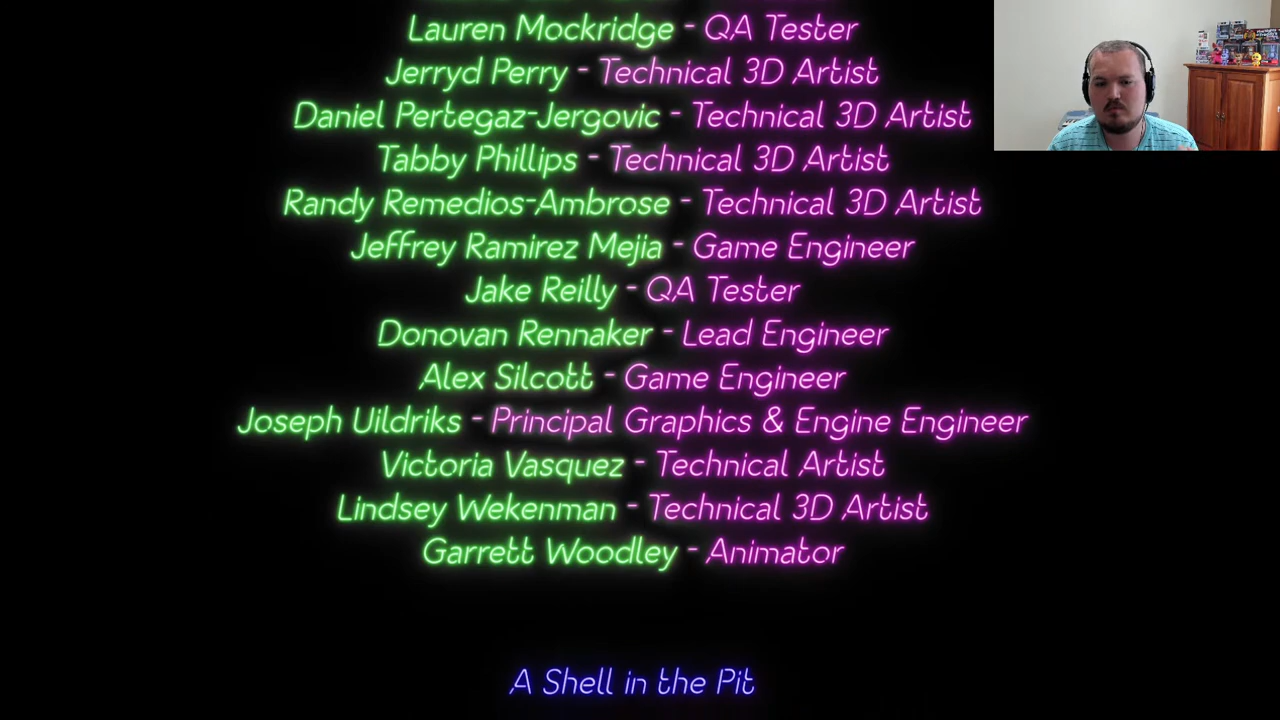 Lauren Mockridge - QA Tester
Jerryd Perry - Technical 3D Artist
Daniel Pertegaz-Jergovic - Technical 3D Artist
Tabby Phillips - Technical 3D Artist
Randy Remedios-Ambrose - Technical 3D Artist
Jeffrey Ramirez Mejia - Game Engineer
Jake Reilly - QA Tester
Donovan Rennaker - Lead Engineer
Alex Silcott - Game Engineer
Joseph Uildriks - Principal Graphics & Engine Engineer
Victoria Vasquez - Technical Artist
Lindsey Wekenman - Technical 3D Artist
Garrett Woodley - Animator
A Shell in the Pit